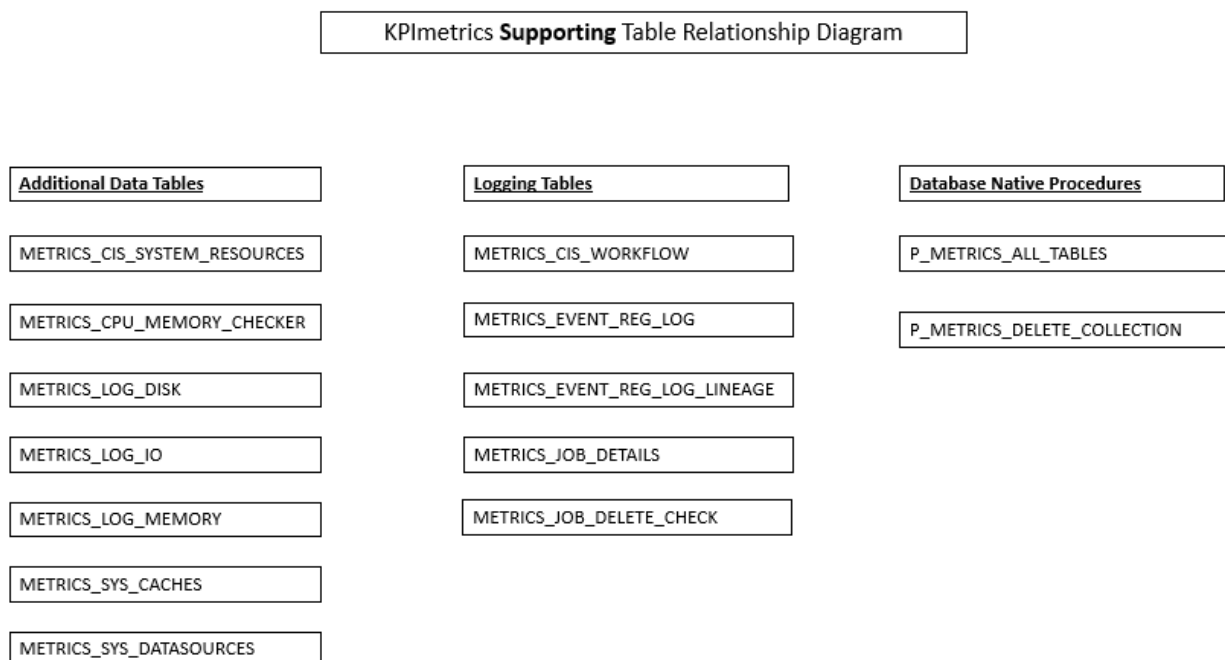 KPImetrics Supporting Table Relationship Diagram
Additional Data Tables
METRICS_CIS_SYSTEM_RESOURCES
METRICS_CPU_MEMORY_CHECKER
METRICS_LOG_DISK
METRICS_LOG_IO
METRICS_LOG_MEMORY
METRICS_SYS_CACHES
METRICS_SYS_DATASOURCES
Logging Tables
METRICS_CIS_WORKFLOW
METRICS_EVENT_REG_LOG
METRICS_EVENT_REG_LOG_LINEAGE
METRICS_JOB_DETAILS
METRICS_JOB_DELETE_CHECK
Database Native Procedures
P_METRICS_ALL_TABLES
P_METRICS_DELETE_COLLECTION